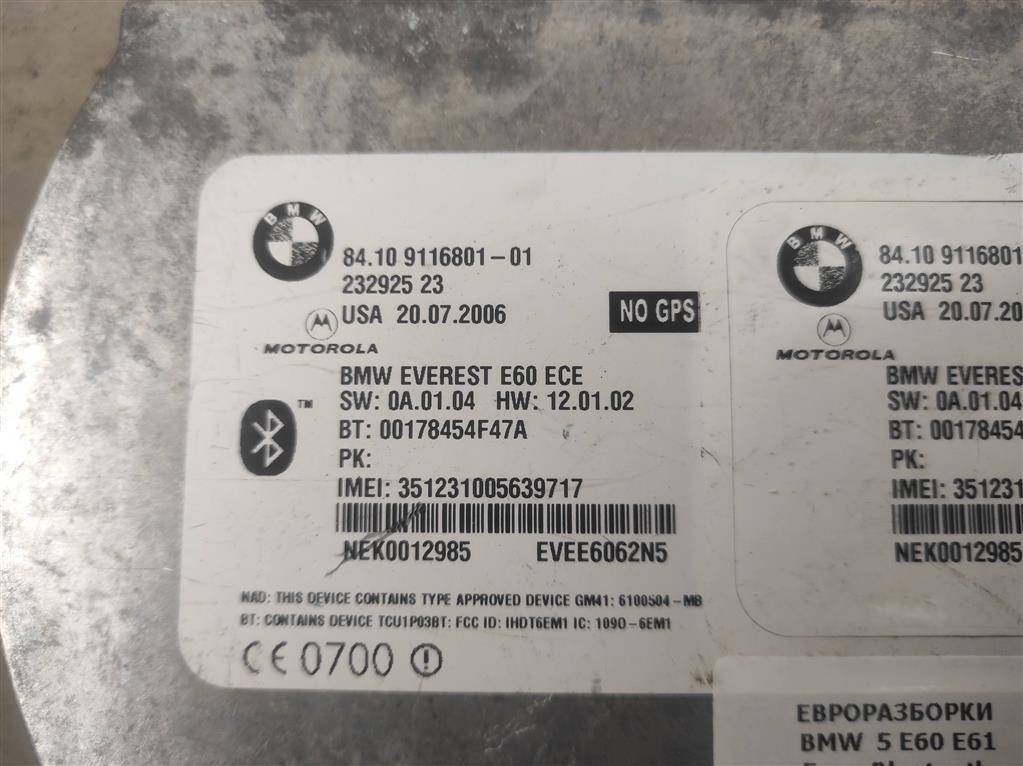 BMW
84.10 9116801-01
232925 23
USA 20.07.2006
NO GPS
MOTOROLA
BMW EVEREST E60 ECE
SW: 0A.01.04 HW: 12.01.02
™
BT: 00178454F47A
PK:
IMEI: 351231005639717
NEK0012985 EVEE6062N5
NAD: THIS DEVICE CONTAINS TYPE APPROVED DEVICE GM41: 6100504-MB
BT: CONTAINS DEVICE TCU1P03BT: FCC ID: IHDT6EM1 IC: 1090-6EM1
CE 0700
BMW
84.10 9116801
232925 23
USA 20.07.20
MOTOROLA
BMW EVERES
SW: 0A.01.04
BT: 00178454
PK:
IMEI: 351231
NEK0012985
ЕВРОРАЗБОРКИ
BMW 5 E60 E61